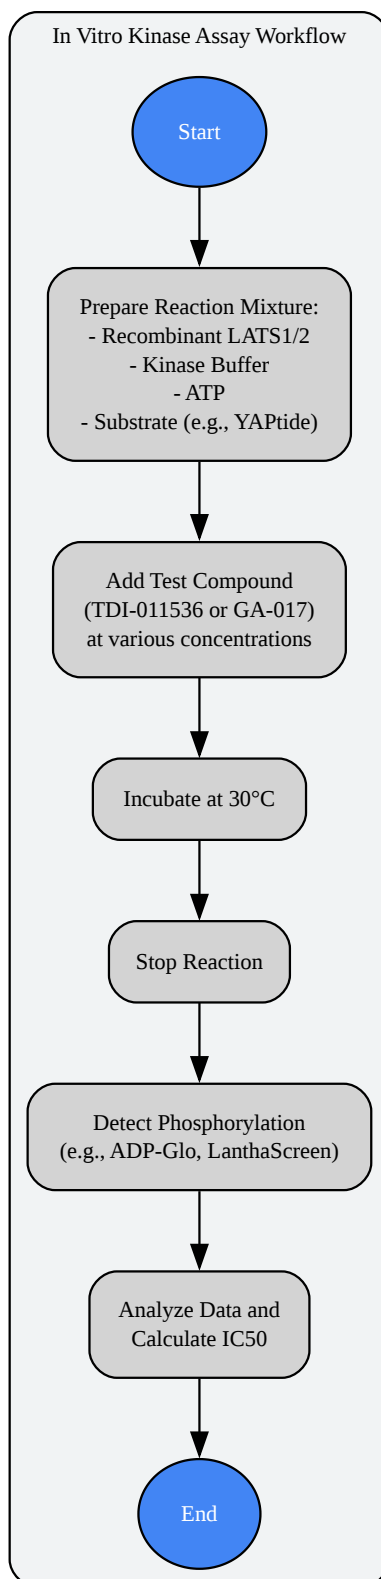 In Vitro Kinase Assay Workflow
Start
Prepare Reaction Mixture:
- Recombinant LATS1/2
- Kinase Buffer
- ATP
- Substrate (e.g., YAPtide)
Add Test Compound
(TDI-011536 or GA-017)
at various concentrations
Incubate at 30°C
Stop Reaction
Detect Phosphorylation
(e.g., ADP-Glo, LanthaScreen)
Analyze Data and
Calculate IC50
End